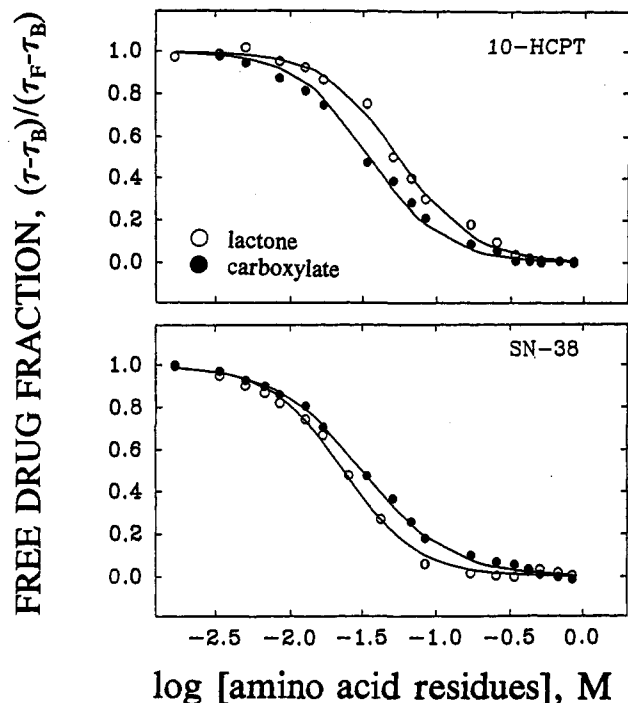 FREE DRUG FRACTION, (τ-τB)/(τF-τB)
10-HCPT
1.0
0.8
0.6
0.4
0.2
0.0
lactone
carboxylate
SN-38
1.0
0.8
0.6
0.4
0.2
0.0
-2.5 -2.0 -1.5 -1.0 -0.5 0.0
log [amino acid residues], M